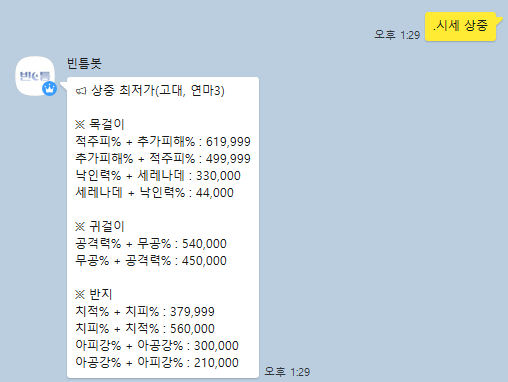 .시세 상중
오후 1:29
빈틈봇
빈틈
상중 최저가(고대, 연마3)
※ 목걸이
적주피% + 추가피해% : 619,999
추가피해% + 적주피% : 499,999
낙인력% + 세레나데 : 330,000
세레나데 + 낙인력% : 44,000
※ 귀걸이
공격력% + 무공% : 540,000
무공% + 공격력% : 450,000
※ 반지
치적% + 치피% : 379,999
치피% + 치적% : 560,000
아피강% + 아공강% : 300,000
아공강% + 아피강% : 210,000
오후 1:29